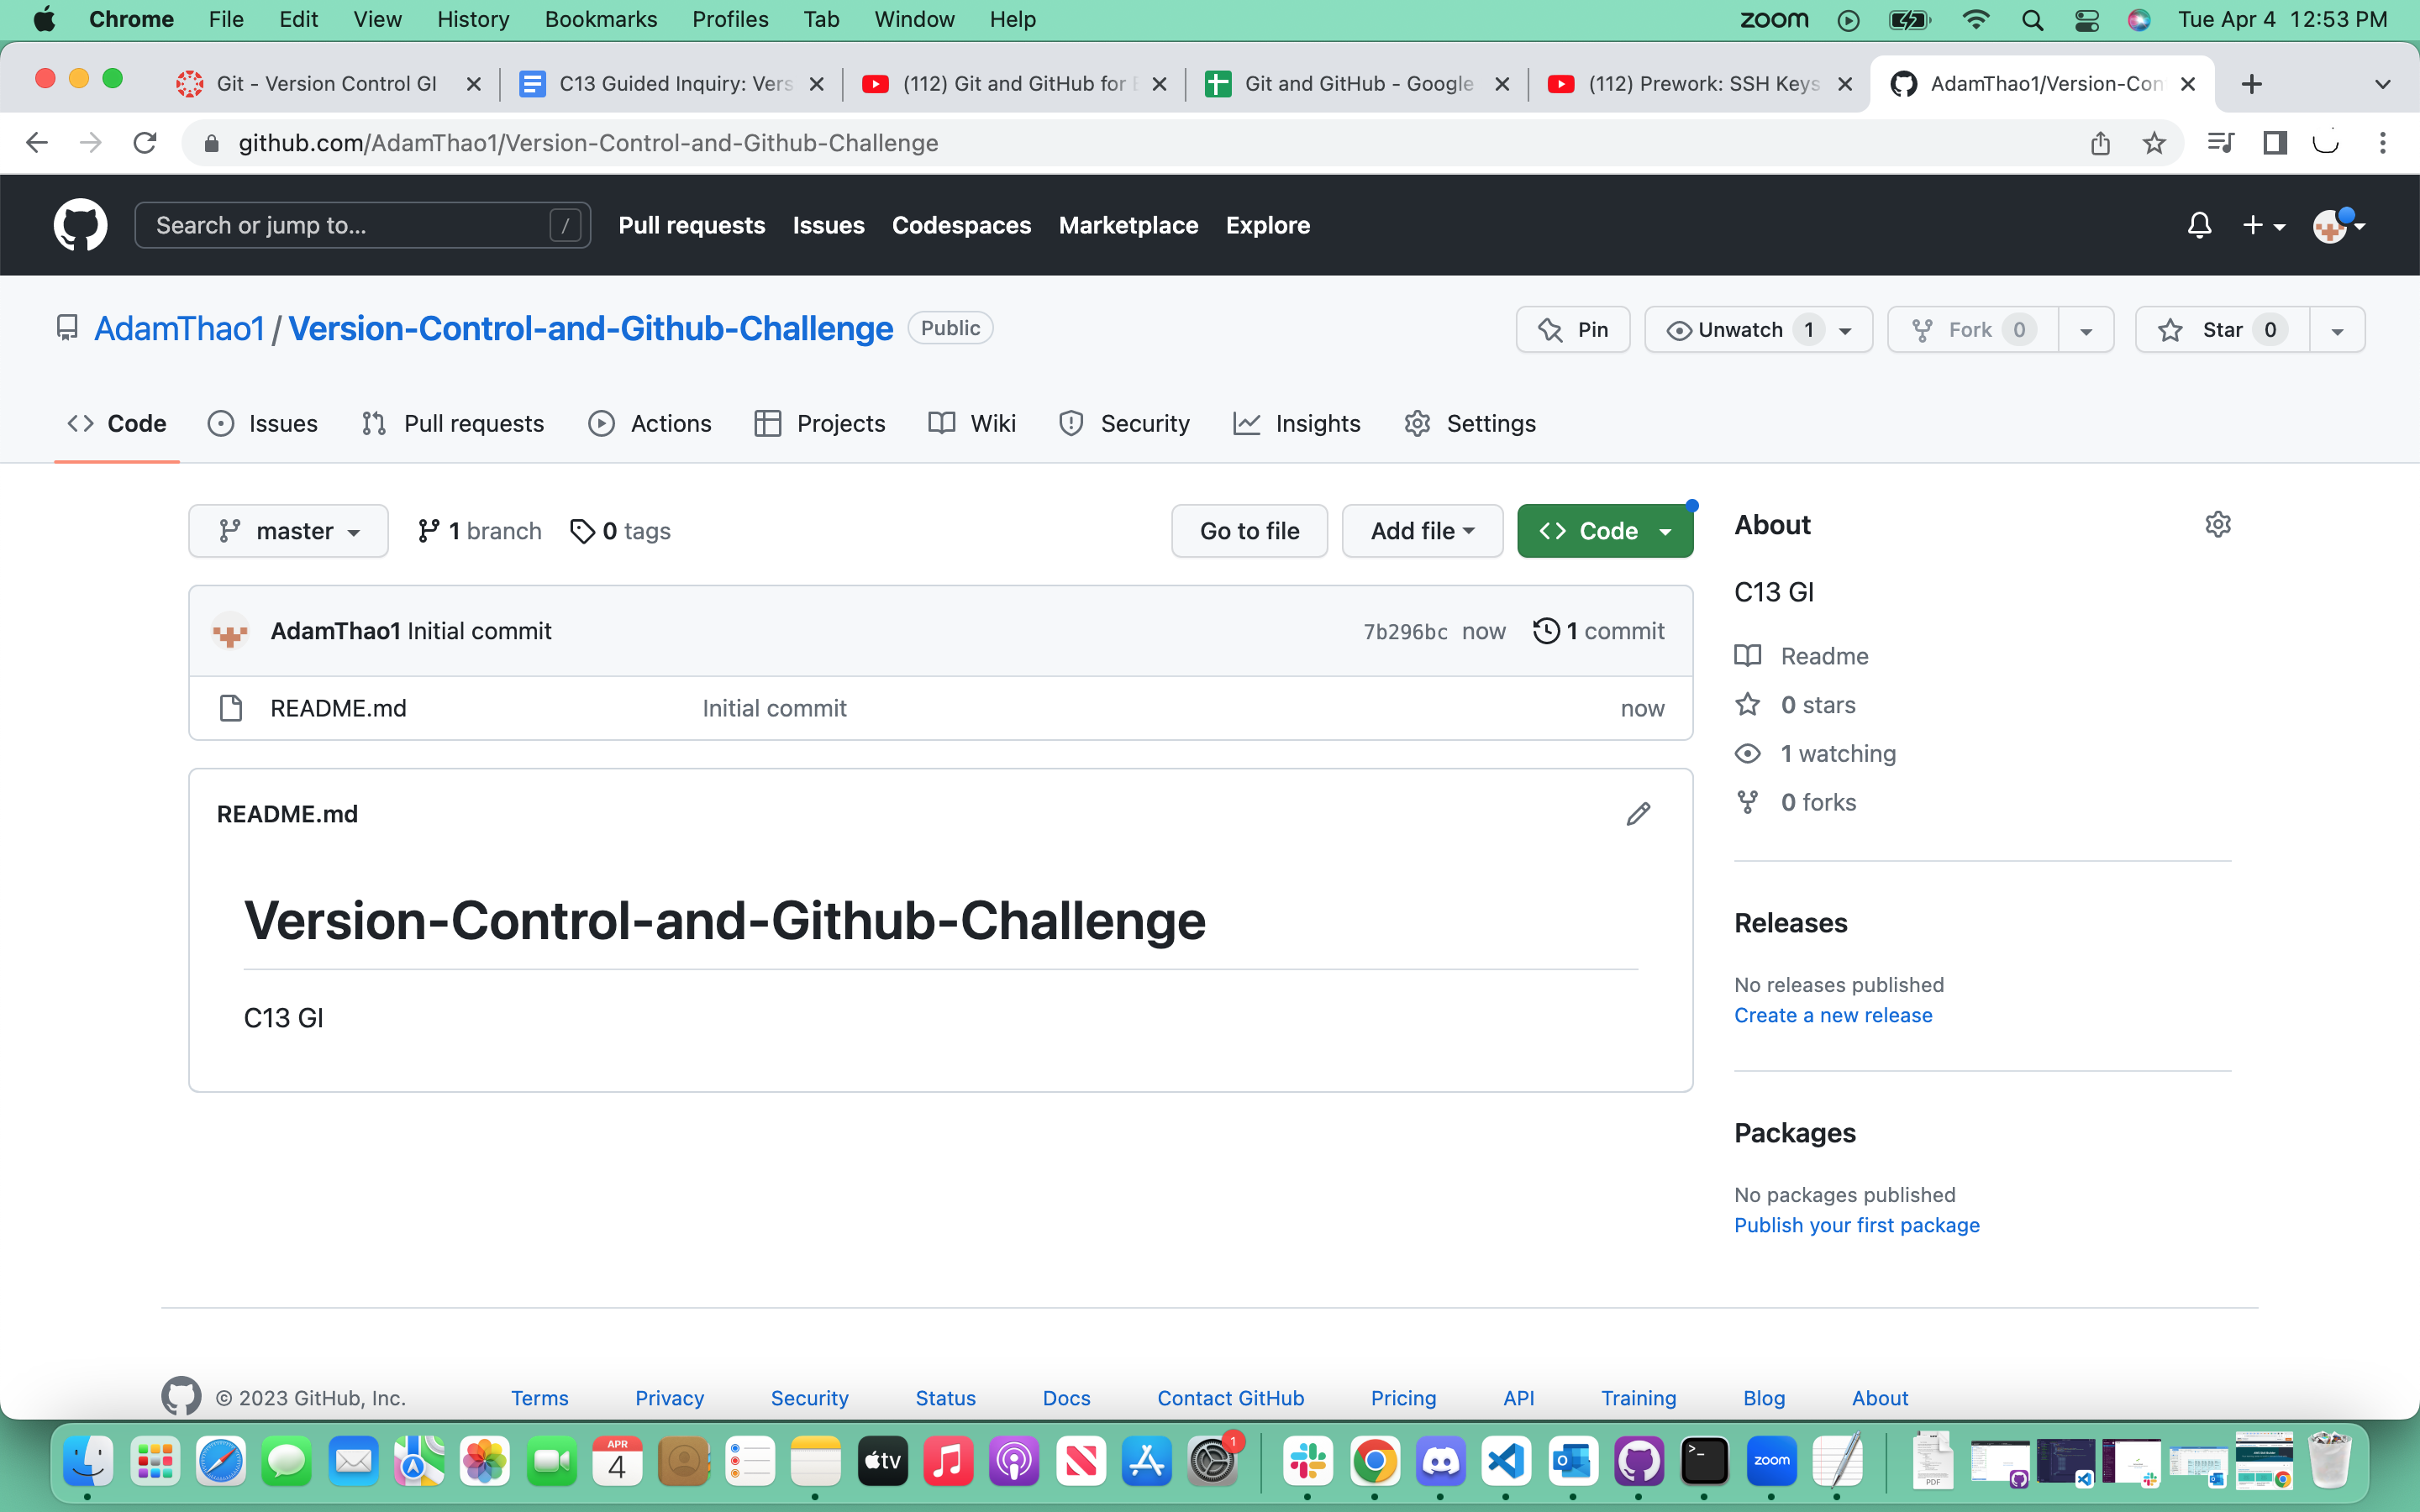 Chrome File Edit View History Bookmarks Profiles Tab Window Help zoom Tue Apr 4 12:53 PM
Git - Version Control GI C13 Guided Inquiry: Vers (112) Git and GitHub for Git and GitHub - Google (112) Prework: SSH Keys AdamThao1/Version-Con
github.com/AdamThao1/Version-Control-and-Github-Challenge
Search or jump to... / Pull requests Issues Codespaces Marketplace Explore
AdamThao1 / Version-Control-and-Github-Challenge Public Pin Unwatch 1 Fork 0 Star 0
Code Issues Pull requests Actions Projects Wiki Security Insights Settings
master 1 branch 0 tags Go to file Add file Code
About
C13 GI
AdamThao1 Initial commit 7b296bc now 1 commit
Readme
README.md Initial commit now
0 stars
1 watching
0 forks
README.md
Version-Control-and-Github-Challenge
C13 GI
Releases
No releases published
Create a new release
Packages
No packages published
Publish your first package
© 2023 GitHub, Inc. Terms Privacy Security Status Docs Contact GitHub Pricing API Training Blog About
APR
4
tv
1
zoom
PDF